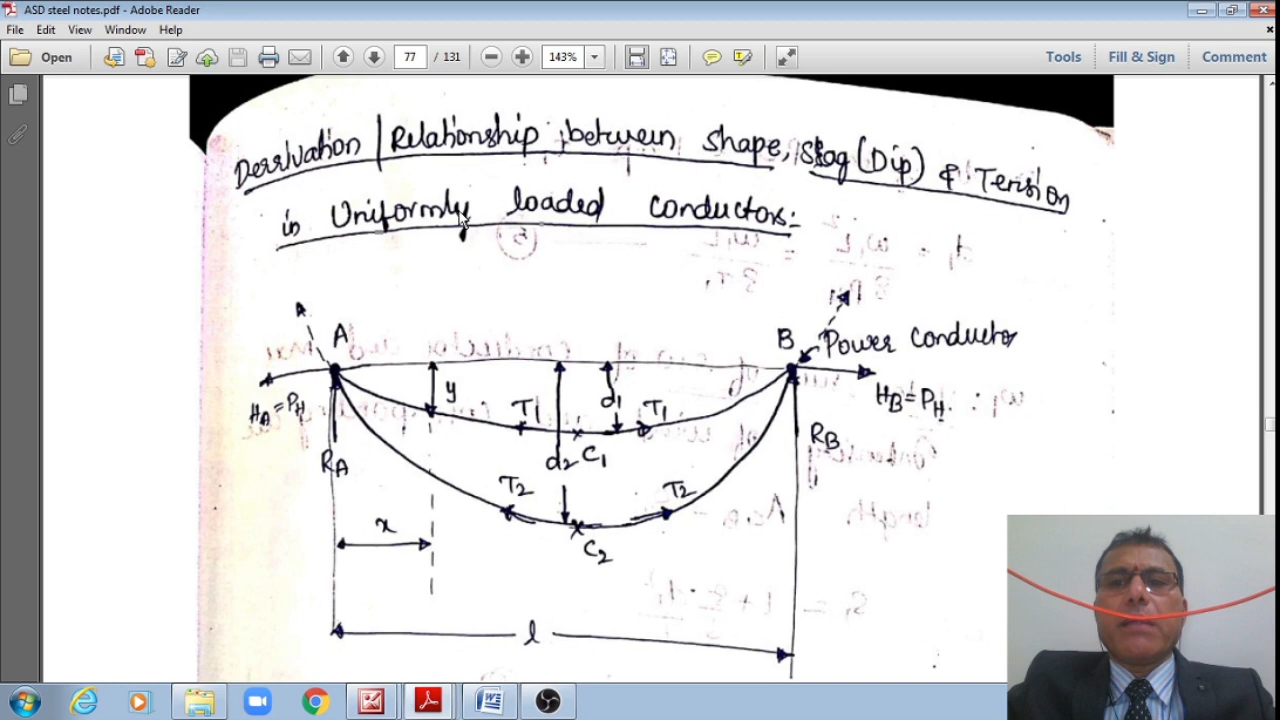 ASD steel notes.pdf - Adobe Reader
File Edit View Window Help
Open 77 / 131 143% Tools Fill & Sign Comment
Derrivation | Relationship between shape, Slag (Dip) & Tension
in Uniformly loaded conductors:-
A B Power Conductor
HA=PH y T1 d1 T1 HB=PH
RA d2 C1 RB
T2 T2
x C2
l